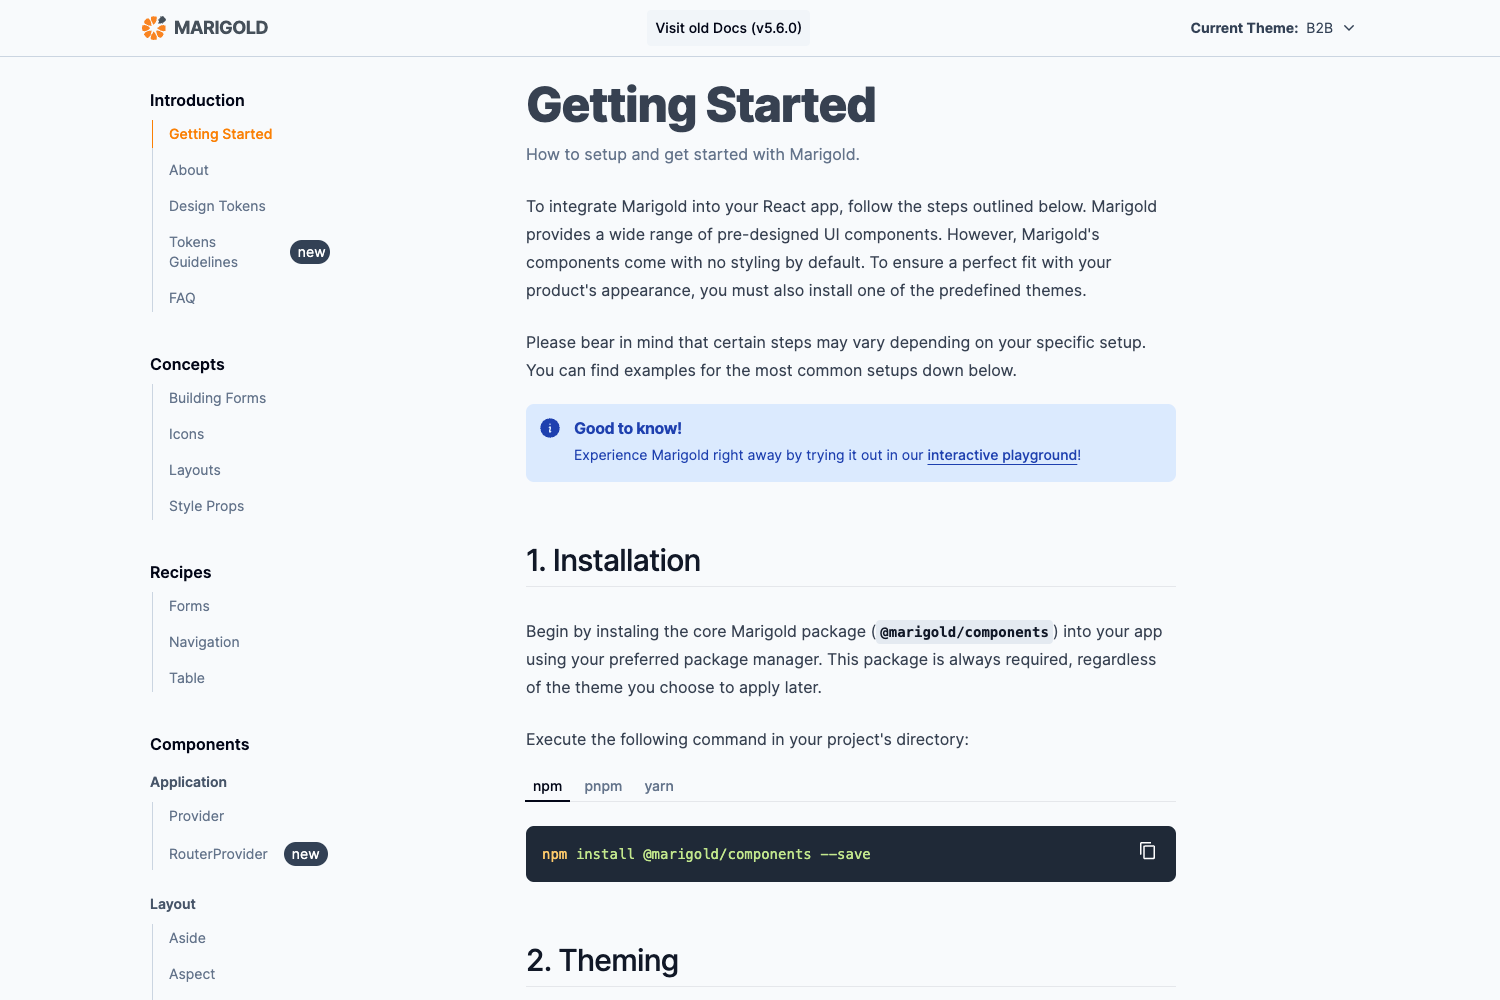 MARIGOLD
Visit old Docs (v5.6.0)
Current Theme: B2B
Introduction
Getting Started
About
Design Tokens
Tokens
Guidelines
new
FAQ
Concepts
Building Forms
Icons
Layouts
Style Props
Recipes
Forms
Navigation
Table
Components
Application
Provider
RouterProvider
new
Layout
Aside
Aspect
Getting Started
How to setup and get started with Marigold.
To integrate Marigold into your React app, follow the steps outlined below. Marigold
provides a wide range of pre-designed UI components. However, Marigold's
components come with no styling by default. To ensure a perfect fit with your
product's appearance, you must also install one of the predefined themes.
Please bear in mind that certain steps may vary depending on your specific setup.
You can find examples for the most common setups down below.
Good to know!
Experience Marigold right away by trying it out in our interactive playground!
1. Installation
Begin by instaling the core Marigold package (@marigold/components) into your app
using your preferred package manager. This package is always required, regardless
of the theme you choose to apply later.
Execute the following command in your project's directory:
npm pnpm yarn
npm install @marigold/components --save
2. Theming